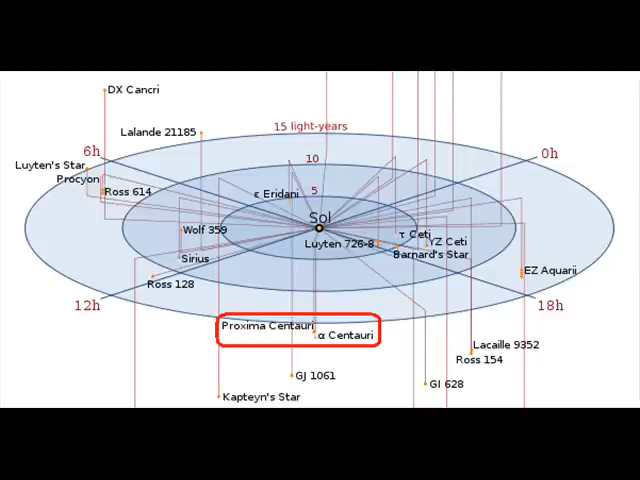 DX Cancri
15 light-years
Lalande 21185
6h
0h
10
Luyten's Star
Procyon
5
Ross 614
ε Eridani
Sol
Wolf 359
τ Ceti
Luyten 726-8
YZ Ceti
Barnard's Star
Sirius
EZ Aquarii
Ross 128
12h
18h
Proxima Centauri
α Centauri
Lacaille 9352
Ross 154
GJ 1061
GI 628
Kapteyn's Star